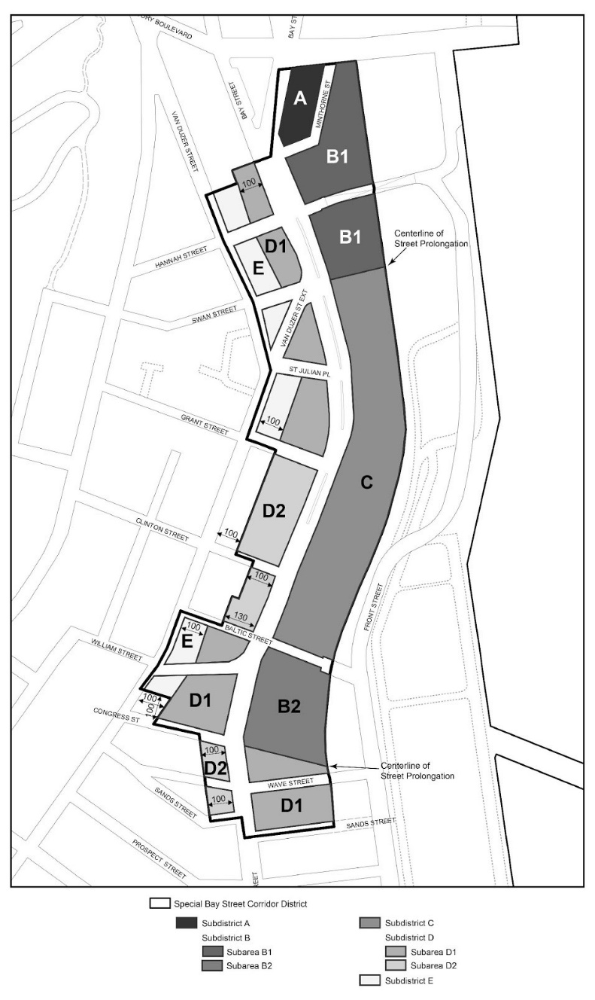 ORY BOULEVARD
BAY ST
BAY STREET
A
MINTHORNE ST
VAN DUZER STREET
B1
100
B1
Centerline of
Street Prolongation
D1
HANNAH STREET
E
VAN DUZER ST EXT
SWAN STREET
ST JULIAN PL
100
GRANT STREET
C
D2
CLINTON STREET
100
100
130
FRONT STREET
100
BALTIC STREET
E
WILLIAM STREET
100
100
D1
B2
CONGRESS ST
100
D2
Centerline of
Street Prolongation
WAVE STREET
SANDS STREET
100
D1
SANDS STREET
PROSPECT STREET
REET
Special Bay Street Corridor District
Subdistrict A
Subdistrict B
Subarea B1
Subarea B2
Subdistrict C
Subdistrict D
Subarea D1
Subarea D2
Subdistrict E